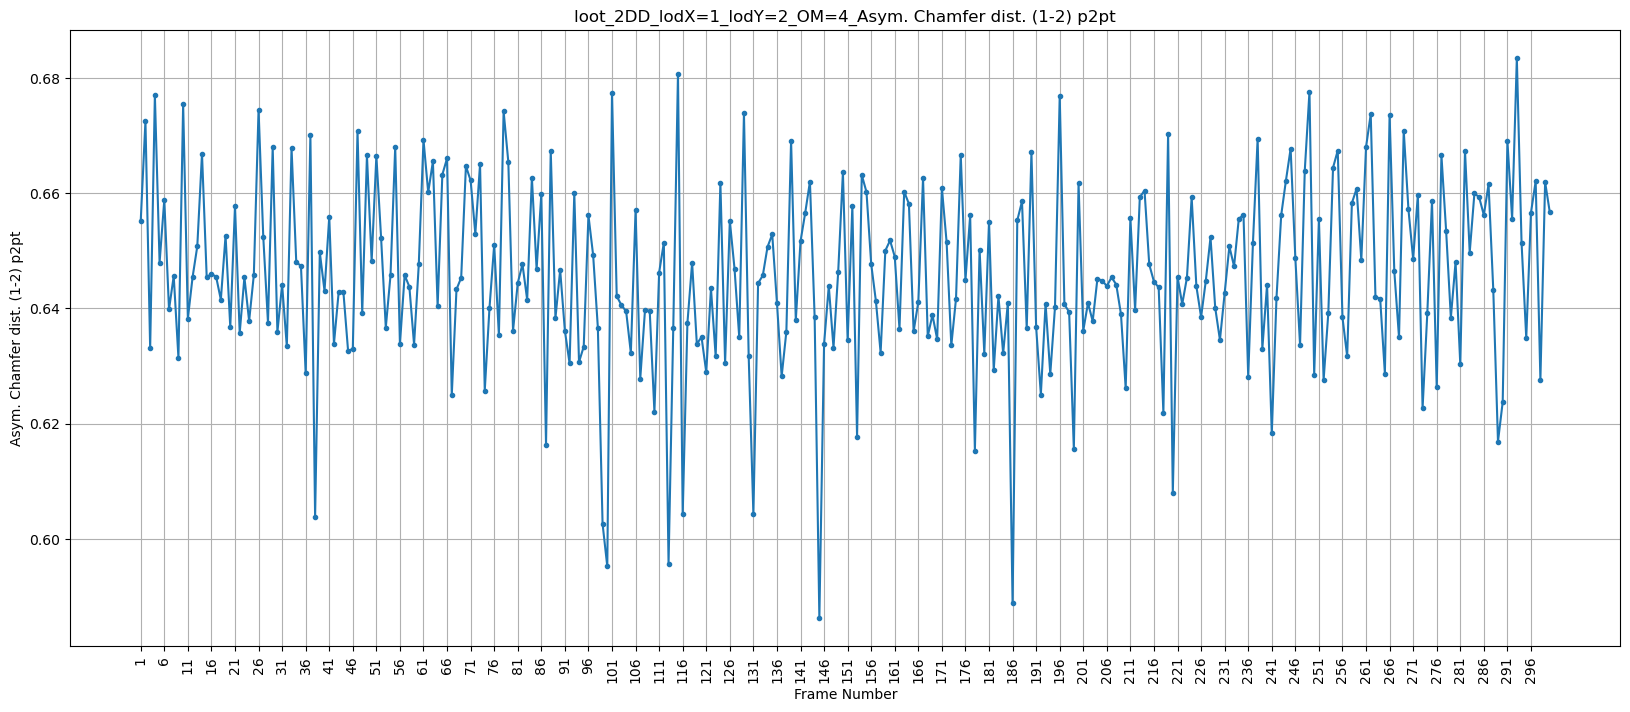 loot_2DD_lodX=1_lodY=2_OM=4_Asym. Chamfer dist. (1-2) p2pt
Asym. Chamfer dist. (1-2) p2pt
0.68
0.66
0.64
0.62
0.60
1 6 11 16 21 26 31 36 41 46 51 56 61 66 71 76 81 86 91 96 101 106 111 116 121 126 131 136 141 146 151 156 161 166 171 176 181 186 191 196 201 206 211 216 221 226 231 236 241 246 251 256 261 266 271 276 281 286 291 296
Frame Number